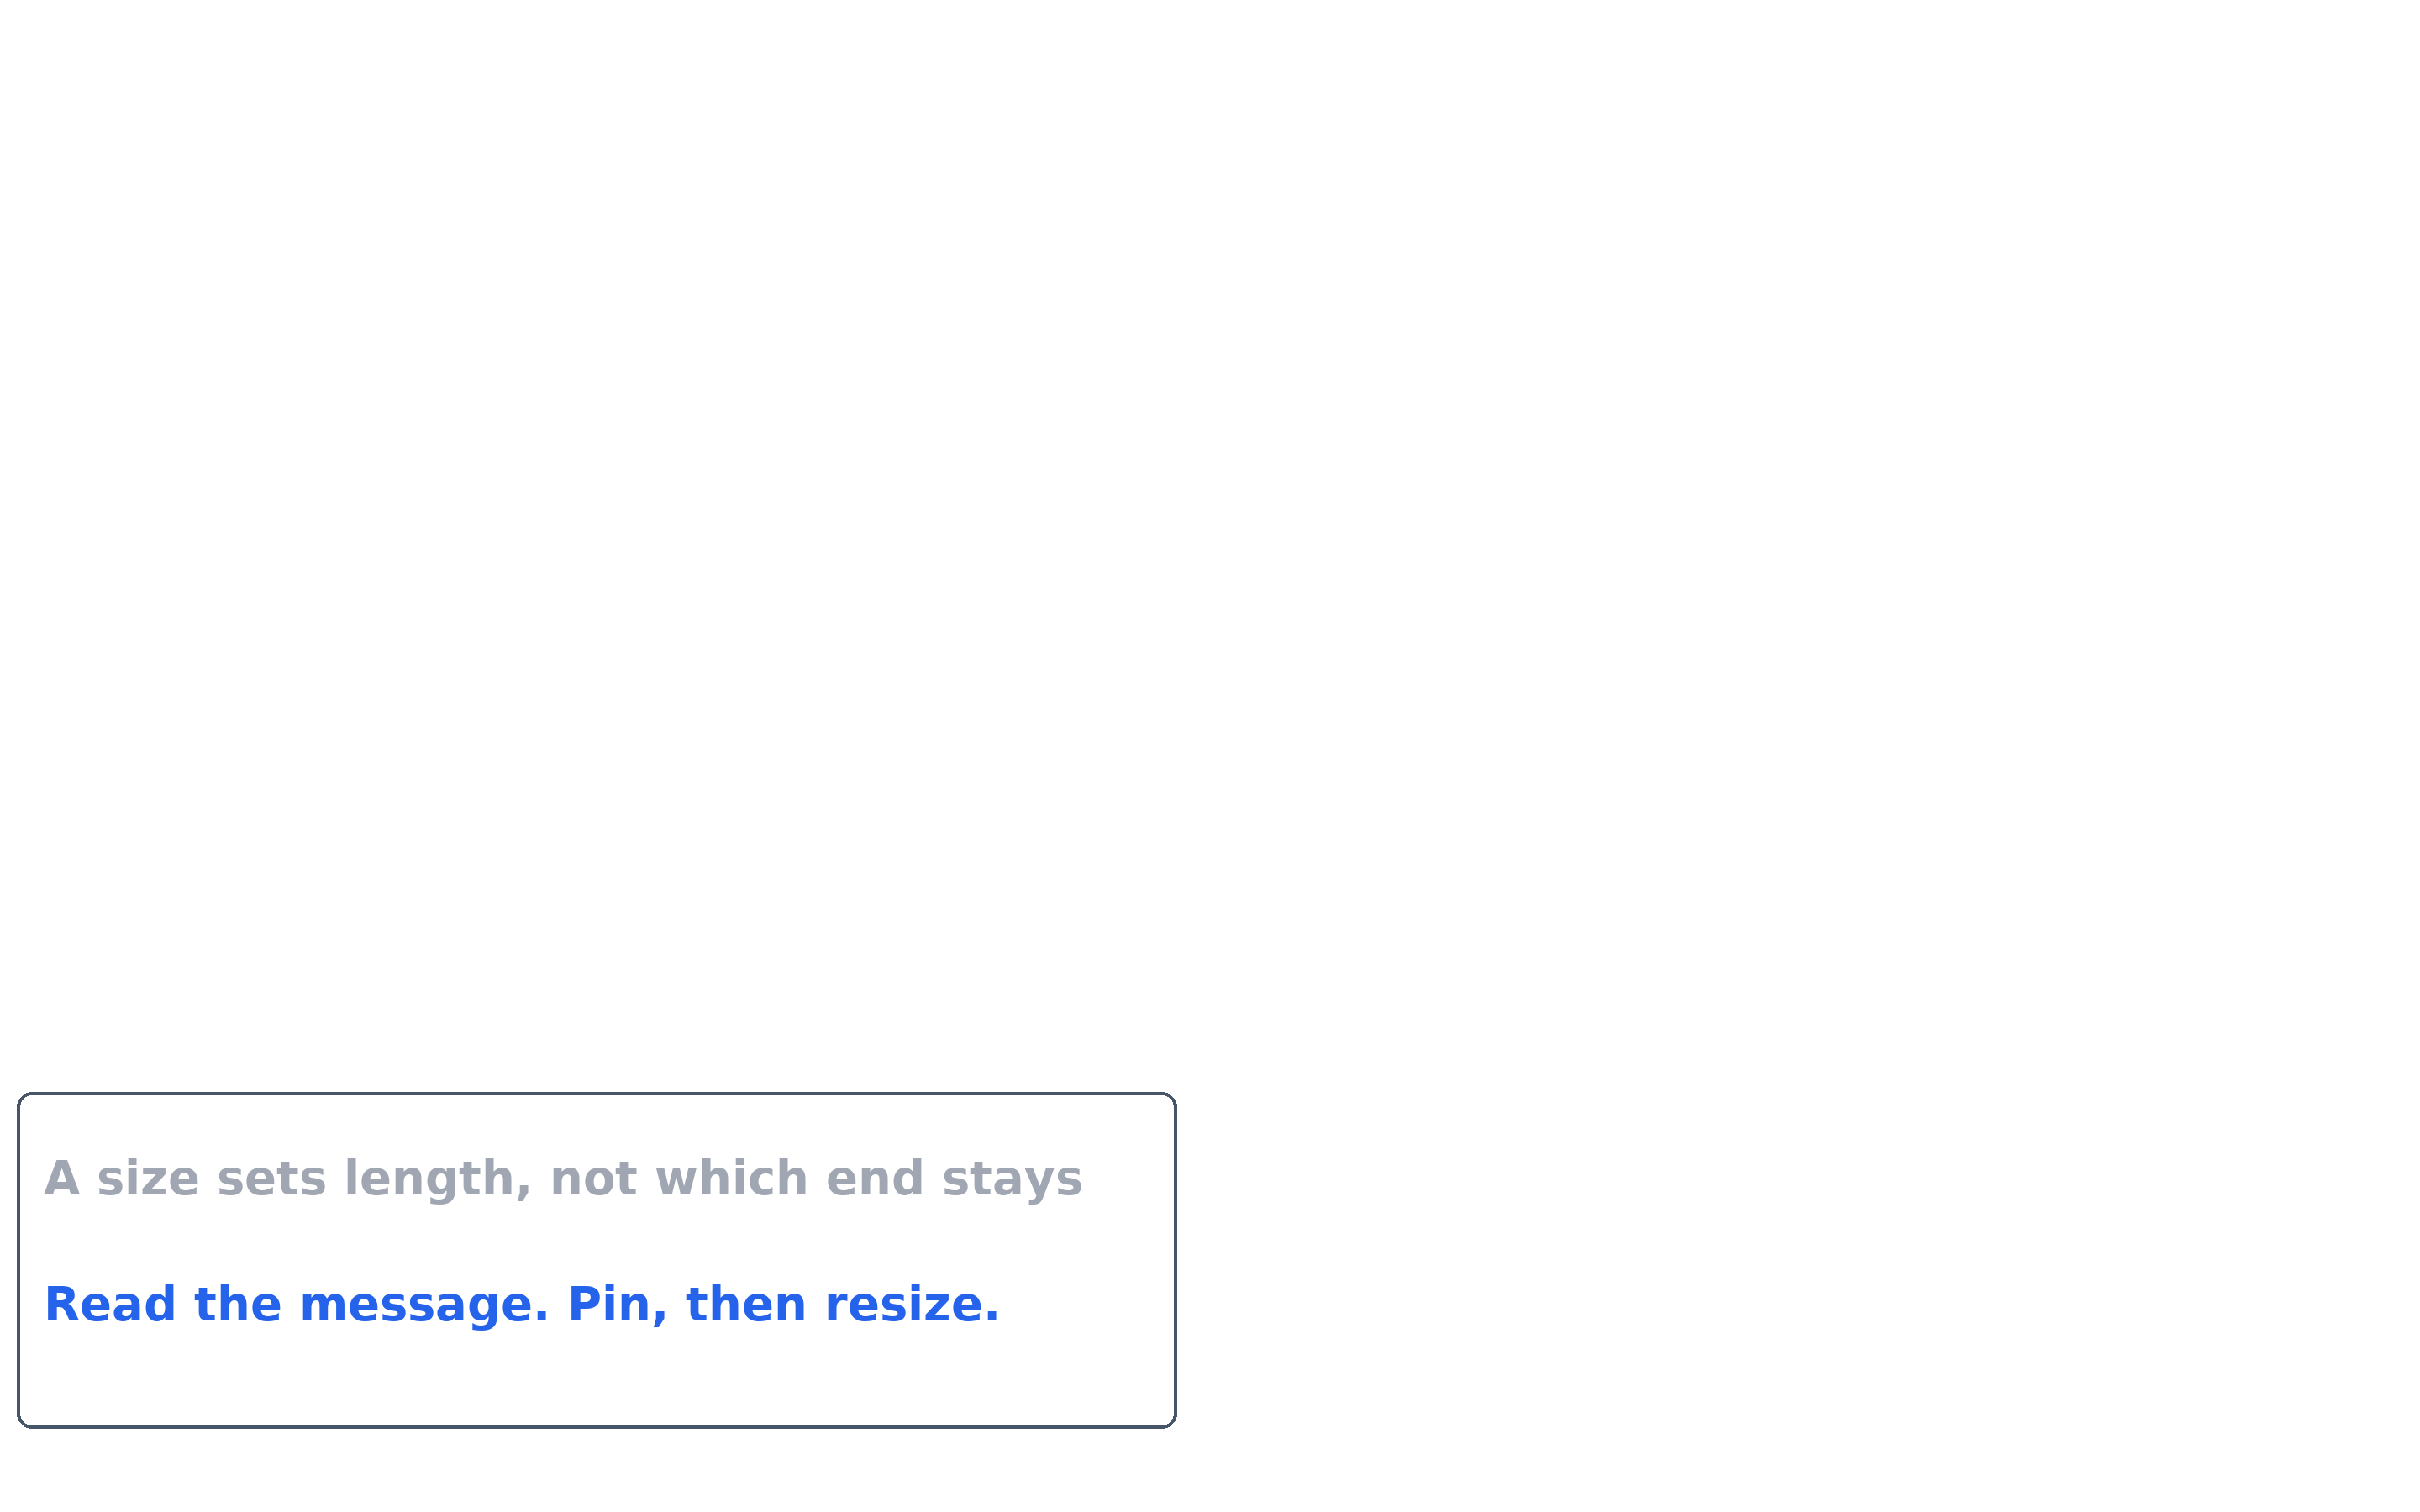 A size sets length, not which end stays
Read the message. Pin, then resize.